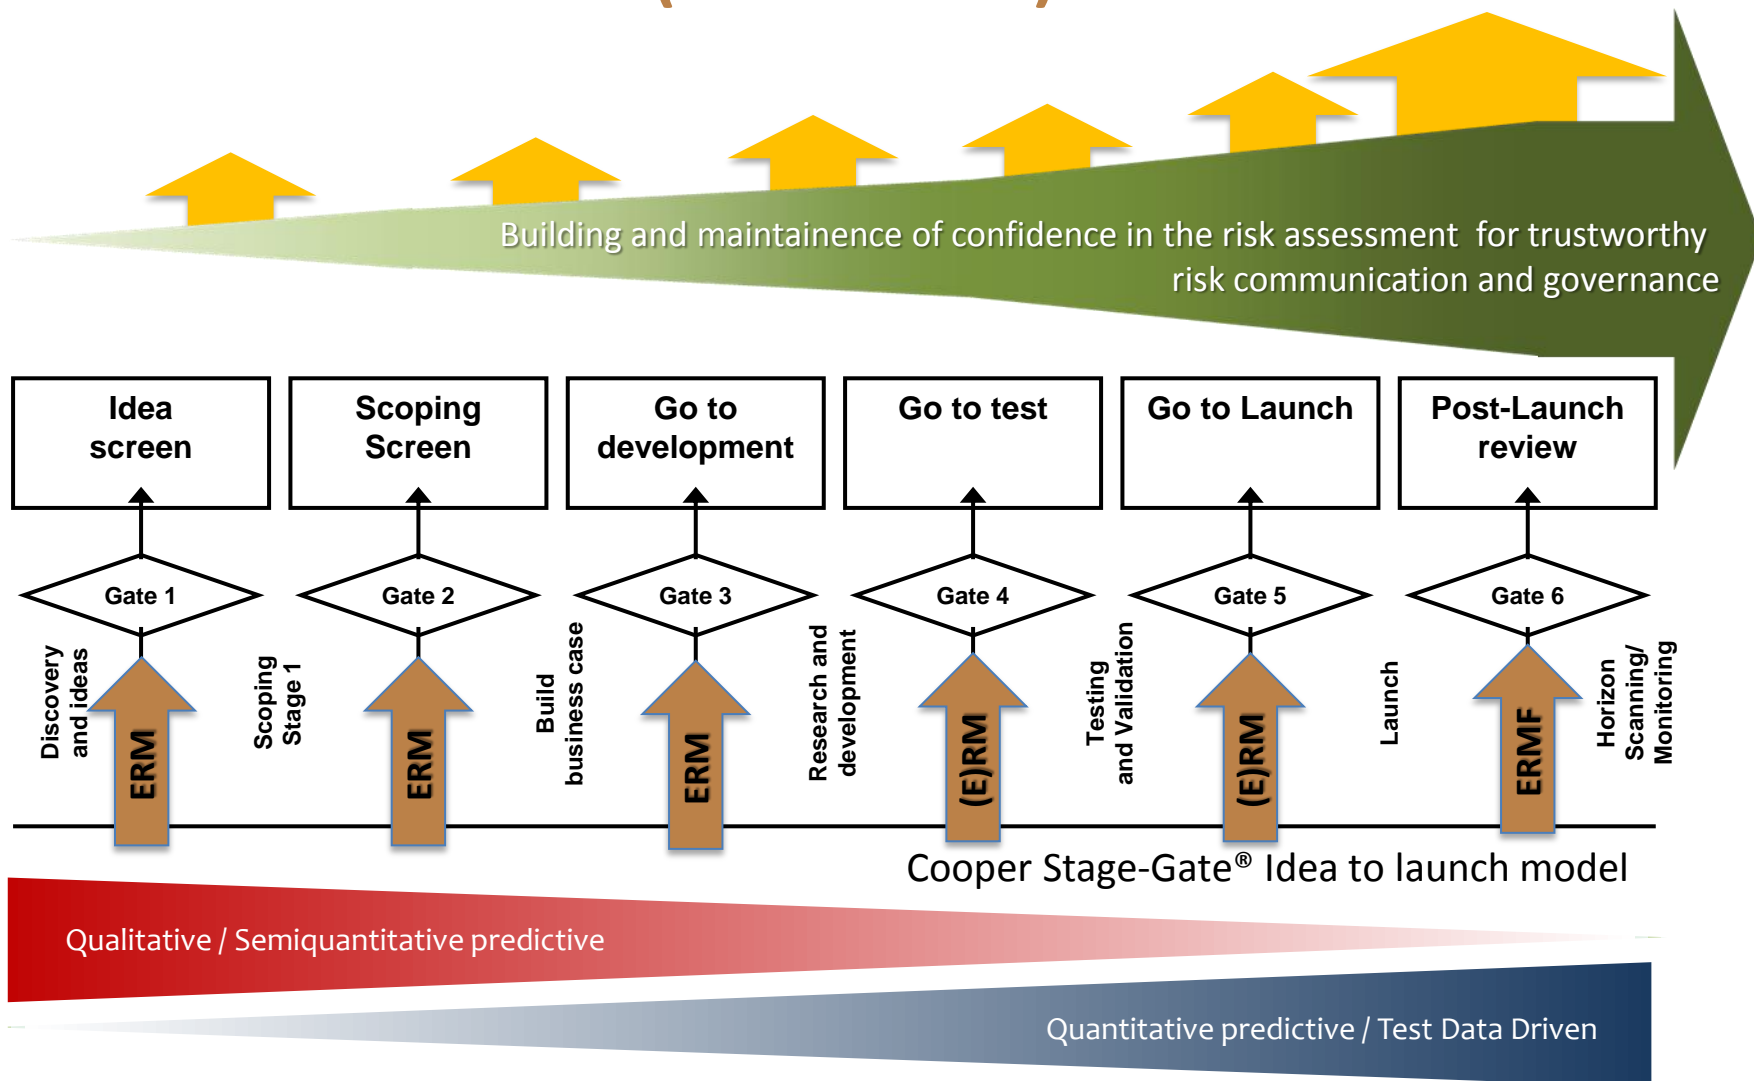 Building and maintainence of confidence in the risk assessment for trustworthy
risk communication and governance
Idea
screen
Scoping
Screen
Go to
development
Go to test
Go to Launch
Post-Launch
review
Gate 1
Gate 2
Gate 3
Gate 4
Gate 5
Gate 6
Discovery
and ideas
ERM
Scoping
Stage 1
ERM
Build
business case
ERM
Research and
development
(E)RM
Testing
and Validation
(E)RM
Launch
ERMF
Horizon
Scanning/
Monitoring
Cooper Stage-Gate® Idea to launch model
Qualitative / Semiquantitative predictive
Quantitative predictive / Test Data Driven